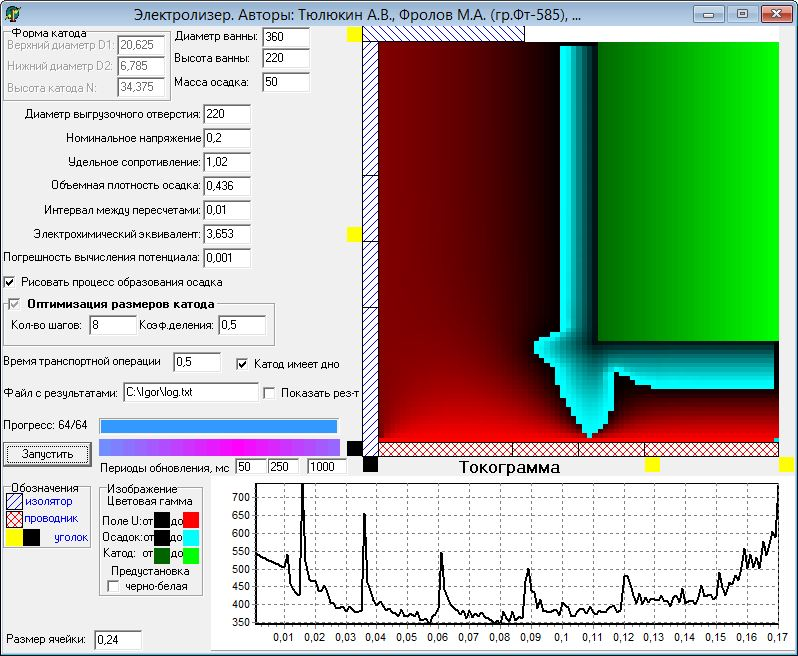 Электролизер. Авторы: Тюлюкин А.В., Фролов М.А. (гр.Фт-585), ...
Форма катода
Верхний диаметр D1: 20,625
Нижний диаметр D2: 6,785
Высота катода N: 34,375
Диаметр ванны: 360
Высота ванны: 220
Масса осадка: 50
Диаметр выгрузочного отверстия: 220
Номинальное напряжение 0,2
Удельное сопротивление: 1,02
Объемная плотность осадка: 0,436
Интервал между пересчетами: 0,01
Электрохимический эквивалент: 3,653
Погрешность вычисления потенциала: 0,001
Рисовать процесс образования осадка
Оптимизация размеров катода
Кол-во шагов: 8 Коэф.деления: 0,5
Время транспортной операции 0,5 Катод имеет дно
Файл с результатами: C:\Igor\log.txt Показать рез-т
Прогресс: 64/64
Запустить
Периоды обновления, мс 50 250 1000
Обозначения
изолятор
проводник
уголок
Изображение
Цветовая гамма
Поле U: от до
Осадок: от до
Катод: от до
Предустановка
черно-белая
Размер ячейки: 0,24
Токограмма
700
650
600
550
500
450
400
350
0,01 0,02 0,03 0,04 0,05 0,06 0,07 0,08 0,09 0,1 0,11 0,12 0,13 0,14 0,15 0,16 0,17